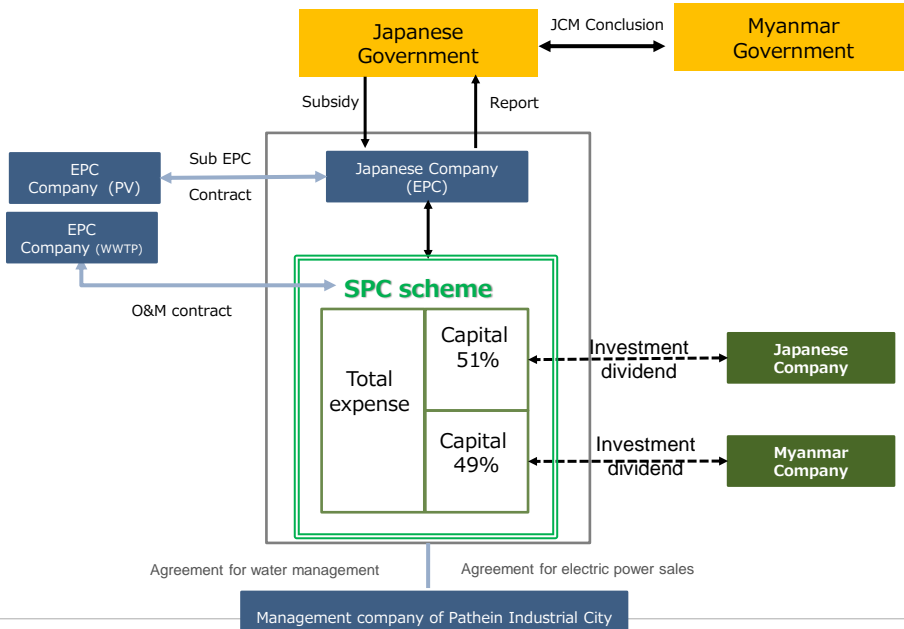 Japanese
Government
JCM Conclusion
Myanmar
Government
Subsidy
Report
EPC
Company (PV)
Sub EPC
Contract
Japanese Company
(EPC)
EPC
Company (WWTP)
O&M contract
SPC scheme
Total
expense
Capital
51%
Capital
49%
Investment
dividend
Japanese
Company
Investment
dividend
Myanmar
Company
Agreement for water management
Agreement for electric power sales
Management company of Pathein Industrial City